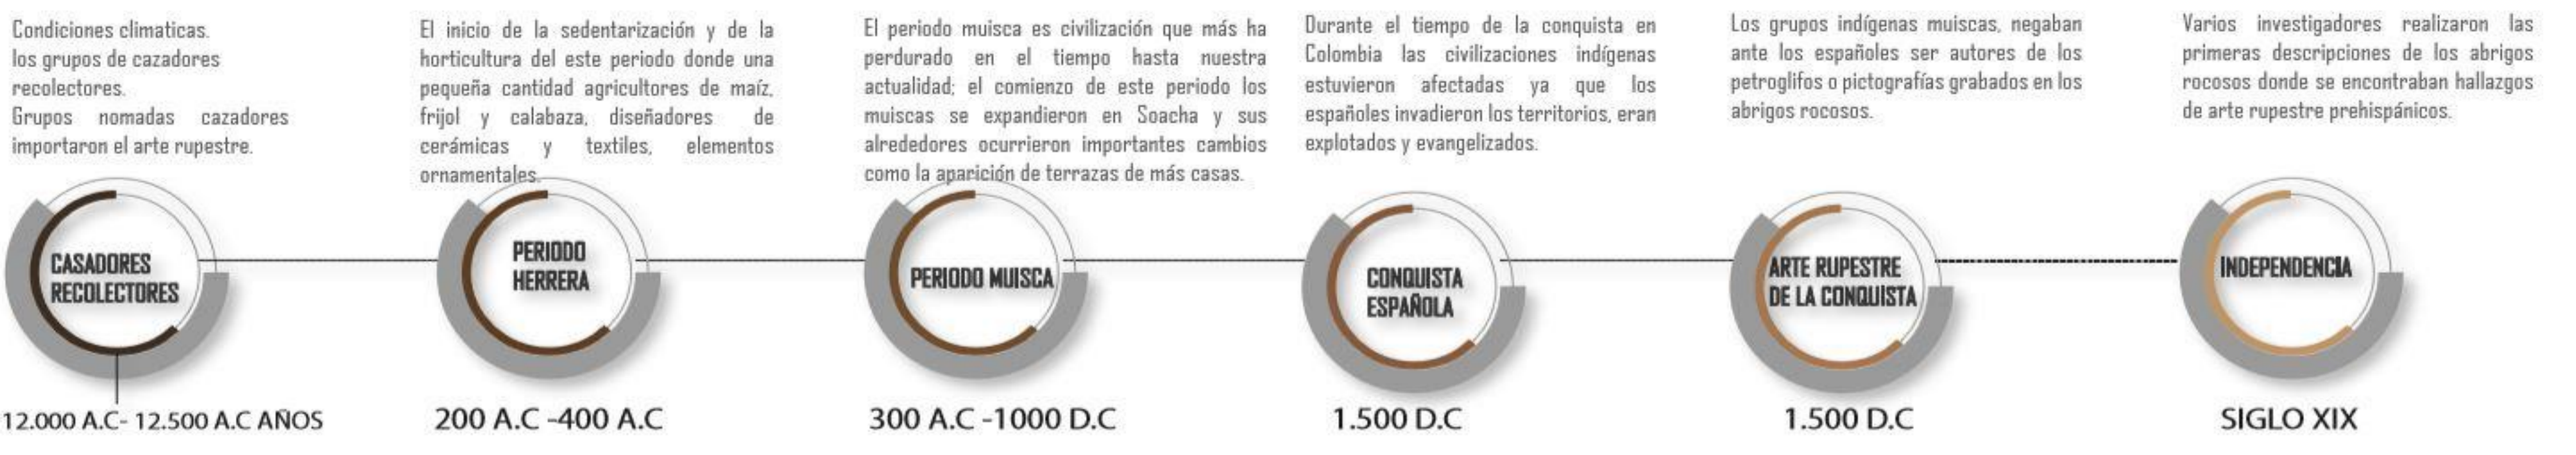 Condiciones climaticas.
los grupos de cazadores
recolectores.
Grupos nomadas cazadores
importaron el arte rupestre.
CASADORES
RECOLECTORES
12.000 A.C- 12.500 A.C AÑOS
El inicio de la sedentarización y de la
horticultura del este periodo donde una
pequeña cantidad agricultores de maíz,
frijol y calabaza, diseñadores de
cerámicas y textiles, elementos
ornamentales.
PERIODO
HERRERA
200 A.C -400 A.C
El periodo muisca es civilización que más ha
perdurado en el tiempo hasta nuestra
actualidad; el comienzo de este periodo los
muiscas se expandieron en Soacha y sus
alrededores ocurrieron importantes cambios
como la aparición de terrazas de más casas.
PERIODO MUISCA
300 A.C -1000 D.C
Durante el tiempo de la conquista en
Colombia las civilizaciones indígenas
estuvieron afectadas ya que los
españoles invadieron los territorios, eran
explotados y evangelizados.
CONQUISTA
ESPAÑOLA
1.500 D.C
Los grupos indígenas muiscas, negaban
ante los españoles ser autores de los
petroglifos o pictografías grabados en los
abrigos rocosos.
ARTE RUPESTRE
DE LA CONQUISTA
1.500 D.C
Varios investigadores realizaron las
primeras descripciones de los abrigos
rocosos donde se encontraban hallazgos
de arte rupestre prehispánicos.
INDEPENDENCIA
SIGLO XIX